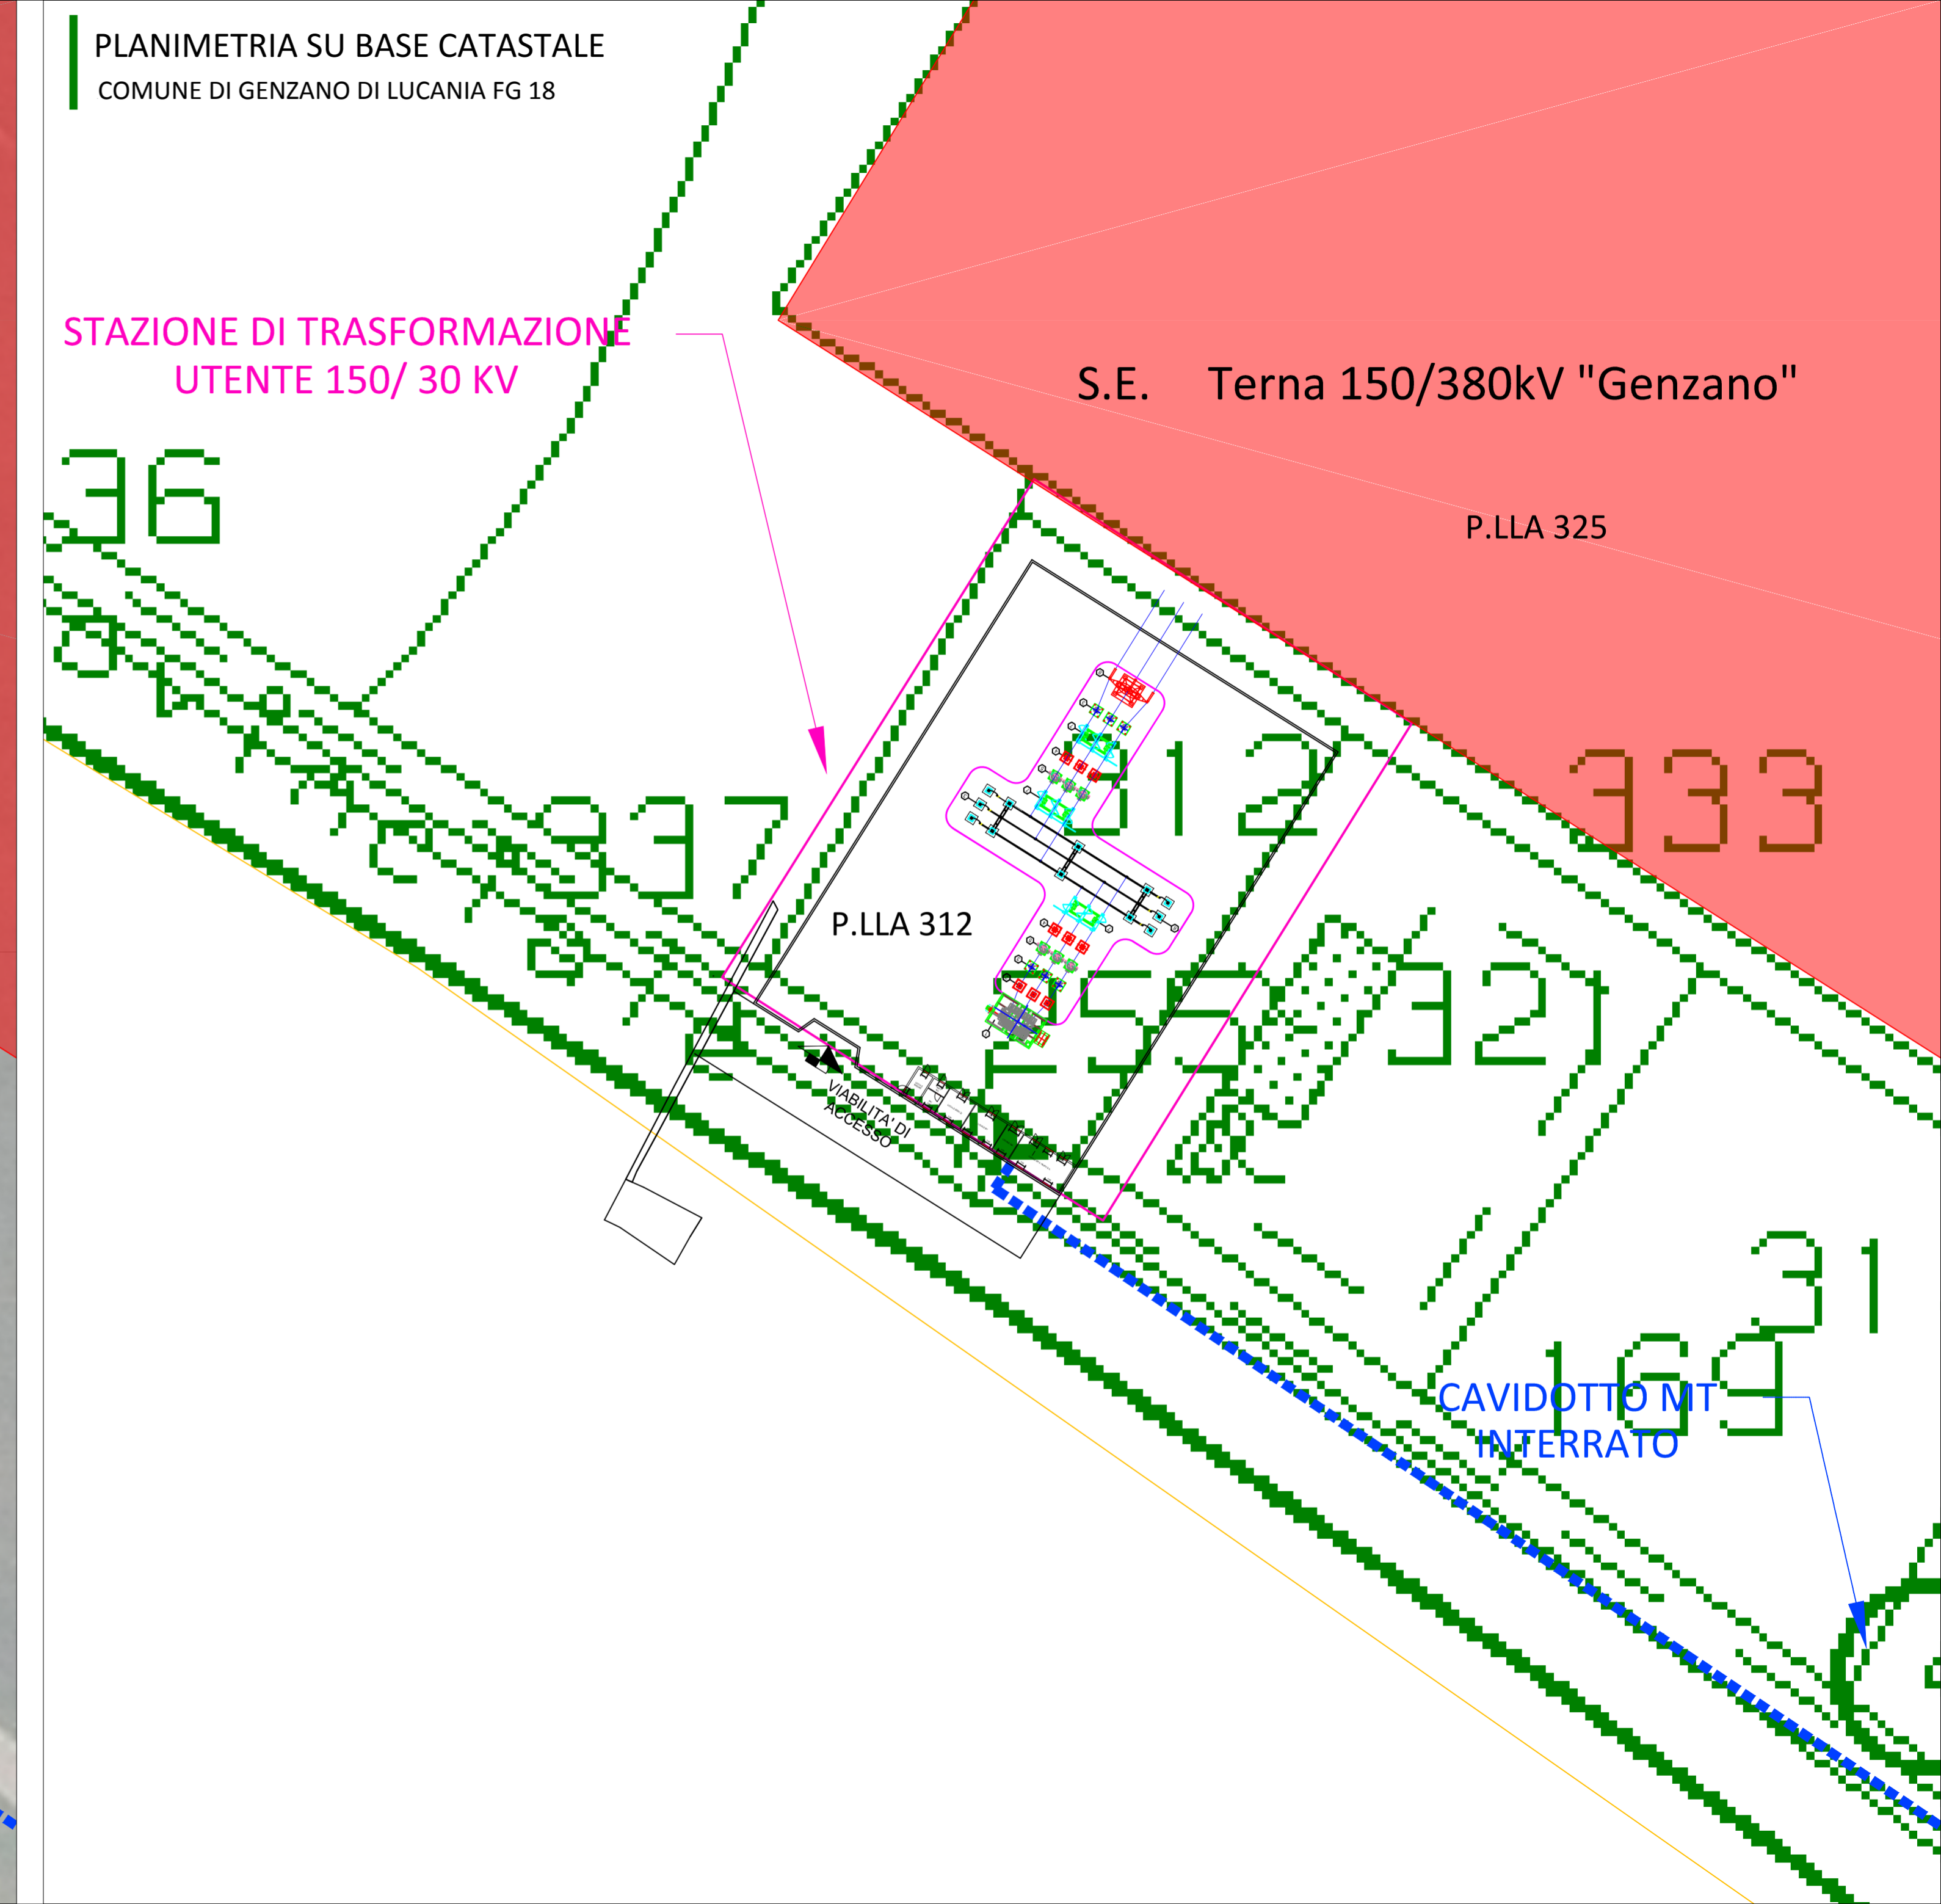 PLANIMETRIA SU BASE CATASTALE
COMUNE DI GENZANO DI LUCANIA FG 18
STAZIONE DI TRASFORMAZIONE
UTENTE 150/ 30 KV
S.E. Terna 150/380kV "Genzano"
36
P.LLA 325
312
333
337
P.LLA 312
155
321
VIABILITA' DI
ACCESSO
31
169
CAVIDOTTO MT
INTERRATO